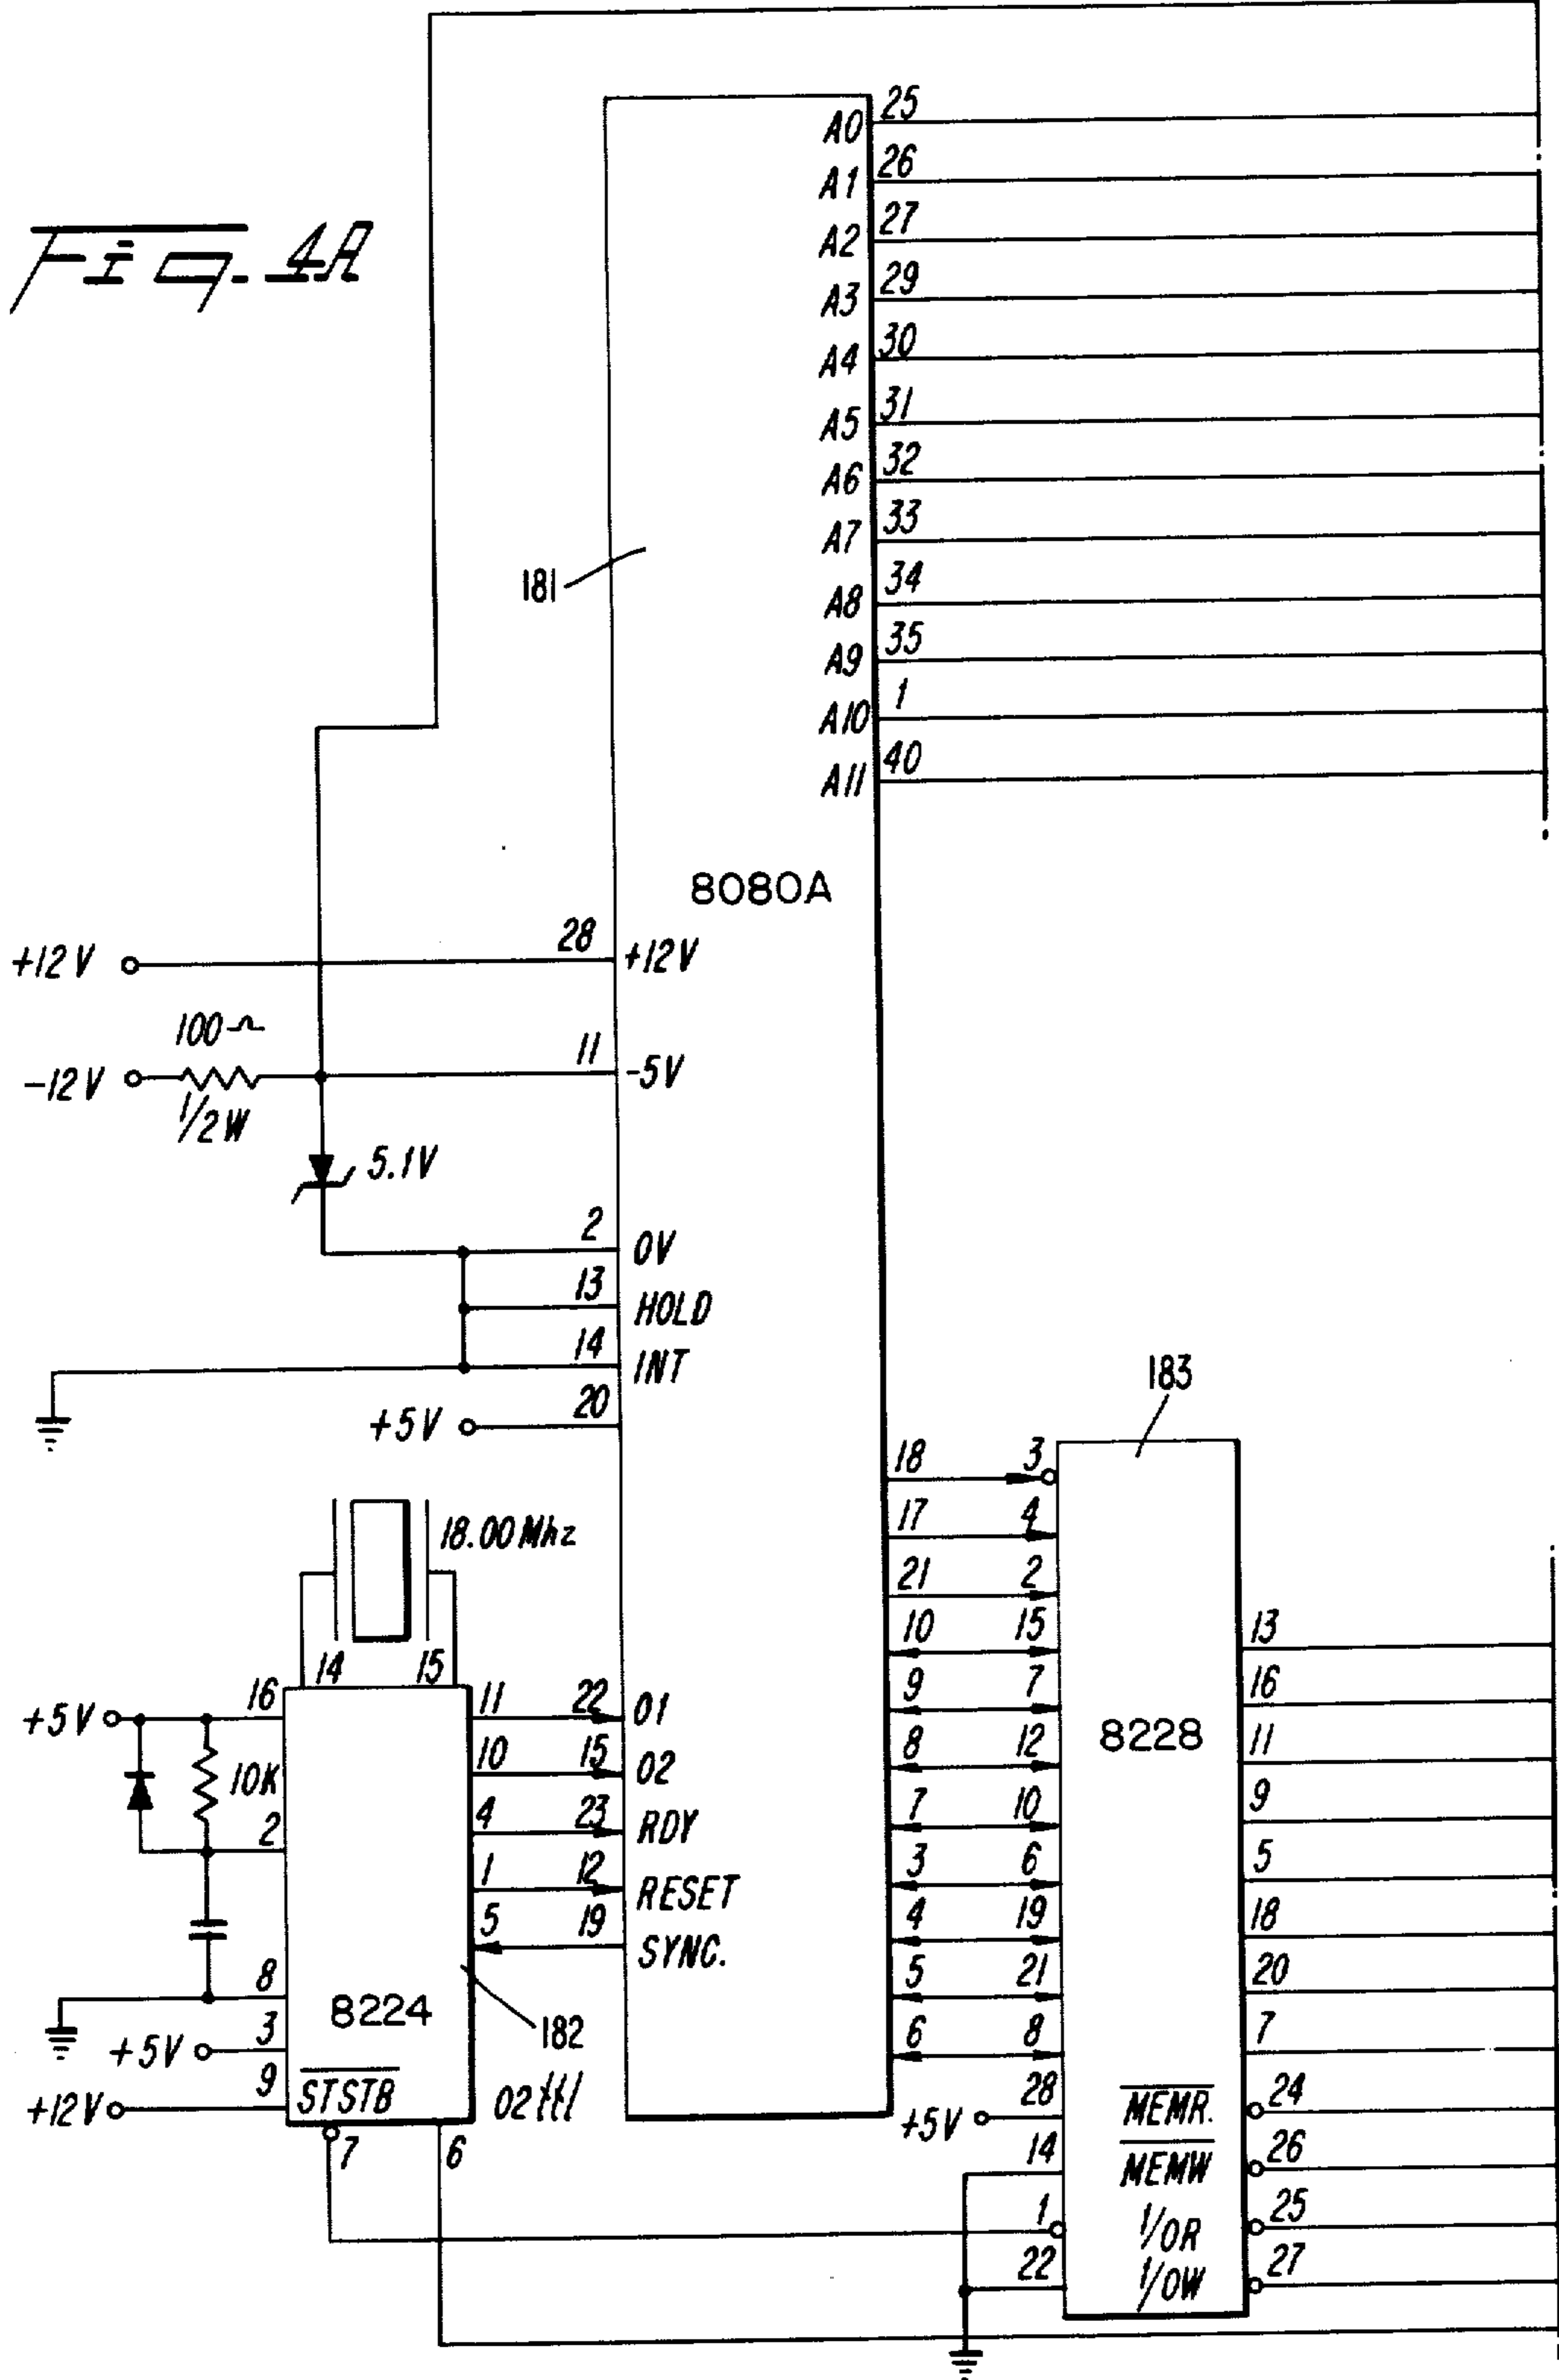 Fig. 4A
A0 25
A1 26
A2 27
A3 29
A4 30
A5 31
A6 32
A7 33
A8 34
A9 35
A10 1
A11 40
181
8080A
+12V 28 +12V
100
-12V 11 -5V
1/2W
5.1V
2 0V
13 HOLD
14 INT
+5V 20
183
18 3
17 4
21 2
10 15
9 7
8 12
7 10
3 6
4 19
5 21
6 8
8228
13
16
11
9
5
18
20
7
+5V 28
14
1
22
MEMR. 24
MEMW 26
1/OR 25
1/OW 27
18.00 Mhz
14 15
+5V 16
10K
2
8
+5V 3
+12V 9
8224
STSTB
182
11 22 01
10 15 02
4 23 RDY
1 12 RESET
5 19 SYNC.
7 6